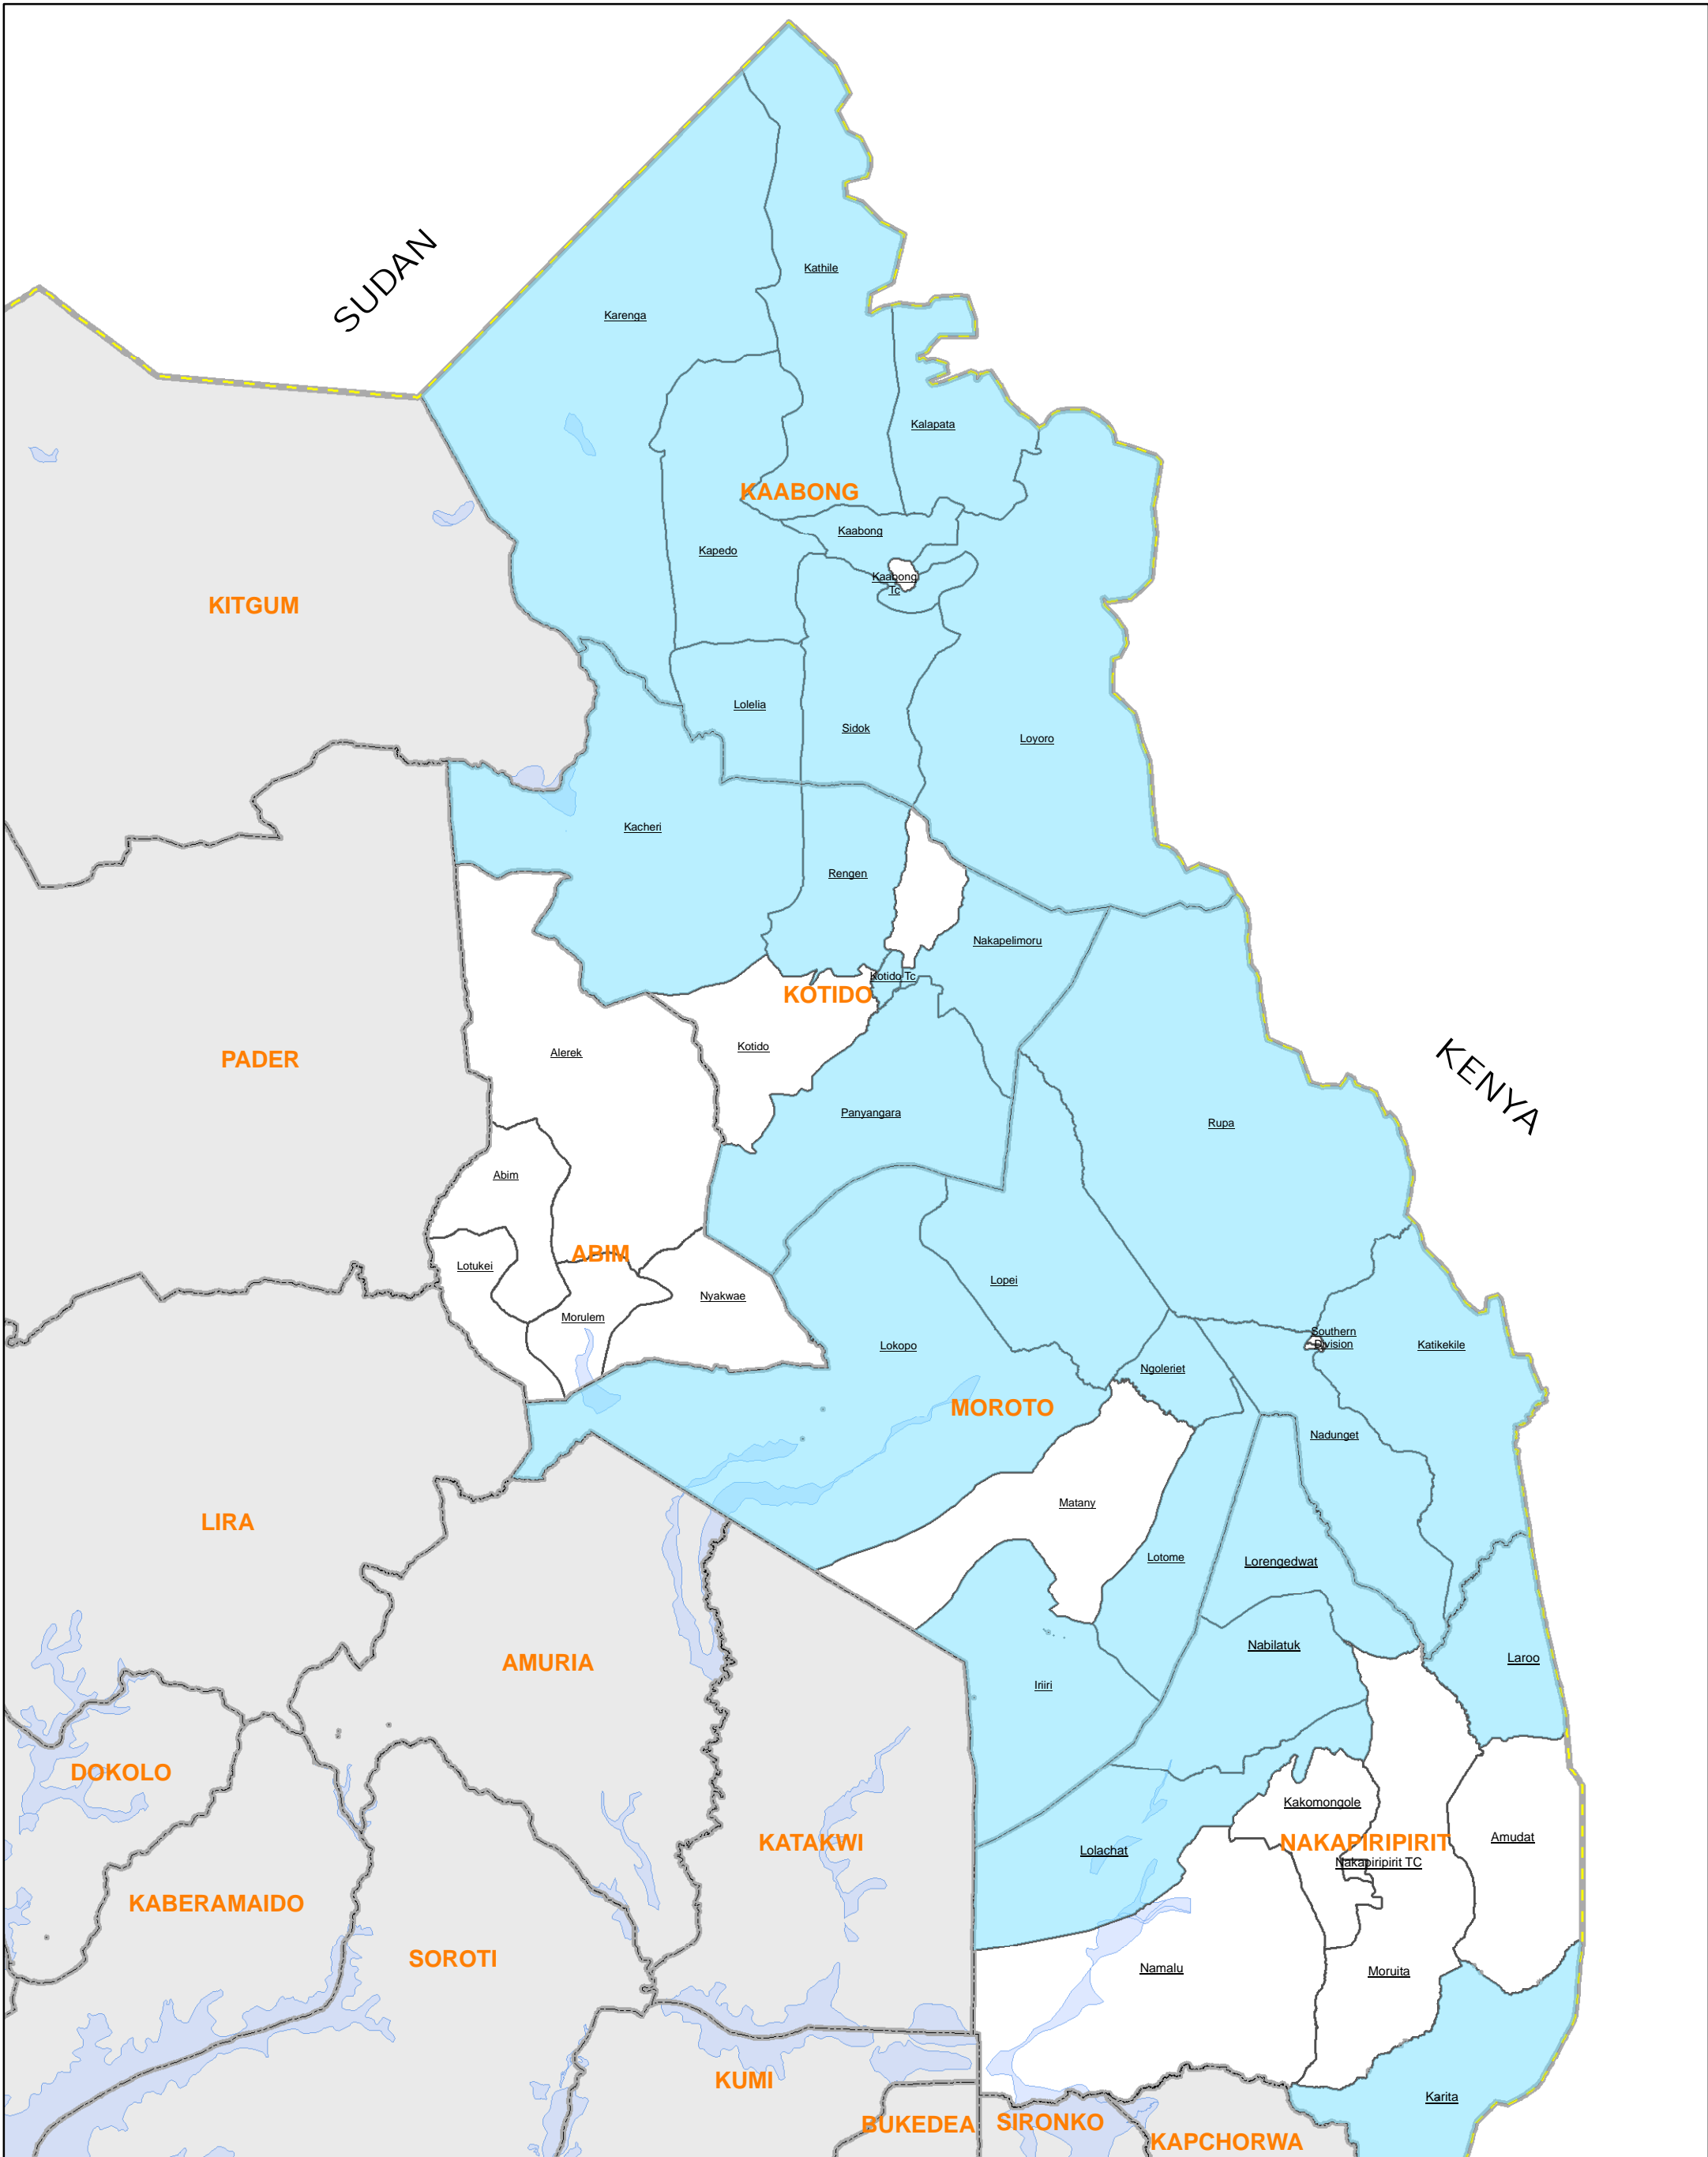 SUDAN
Kathile
Karenga
Kalapata
KAABONG
Kaabong
Kapedo
Kaabong
Tc
KITGUM
Lolelia
Sidok
Loyoro
Kacheri
Rengen
Nakapelimoru
Kotido Tc
KOTIDO
Kotido
Alerek
PADER
KENYA
Panyangara
Rupa
Abim
ABIM
Lotukei
Lopei
Nyakwae
Morulem
Southern
Division
Lokopo
Katikekile
Ngoleriet
MOROTO
Nadunget
Matany
LIRA
Lotome
Lorengedwat
Nabilatuk
AMURIA
Laroo
Iriiri
DOKOLO
Kakomongole
KATAKWI
NAKAPIRIPIRIT
Amudat
Lolachat
Nakapiripirit TC
KABERAMAIDO
SOROTI
Namalu
Moruita
KUMI
Karita
BUKEDEA
SIRONKO
KAPCHORWA